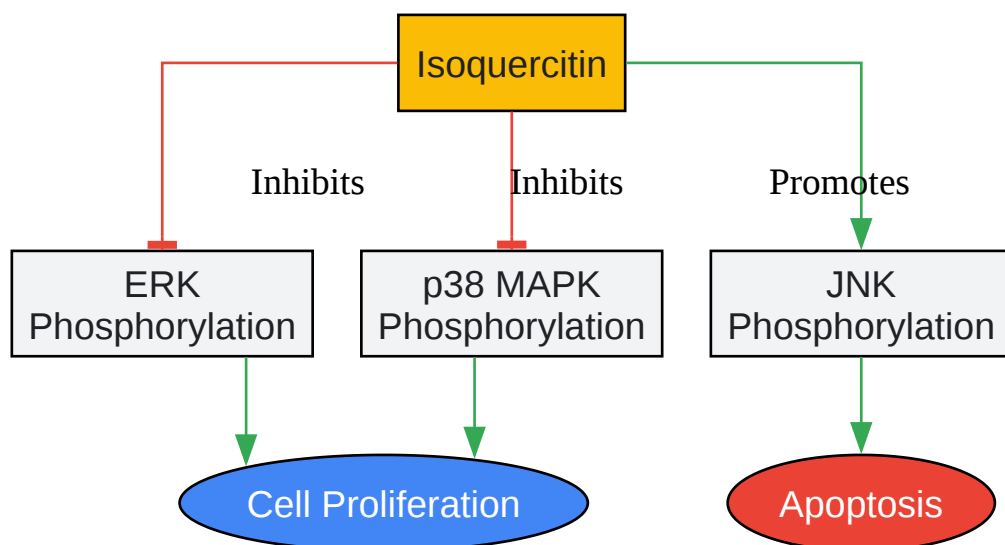 Isoquercitin
Inhibits
Inhibits
Promotes
ERK
Phosphorylation
p38 MAPK
Phosphorylation
JNK
Phosphorylation
Cell Proliferation
Apoptosis